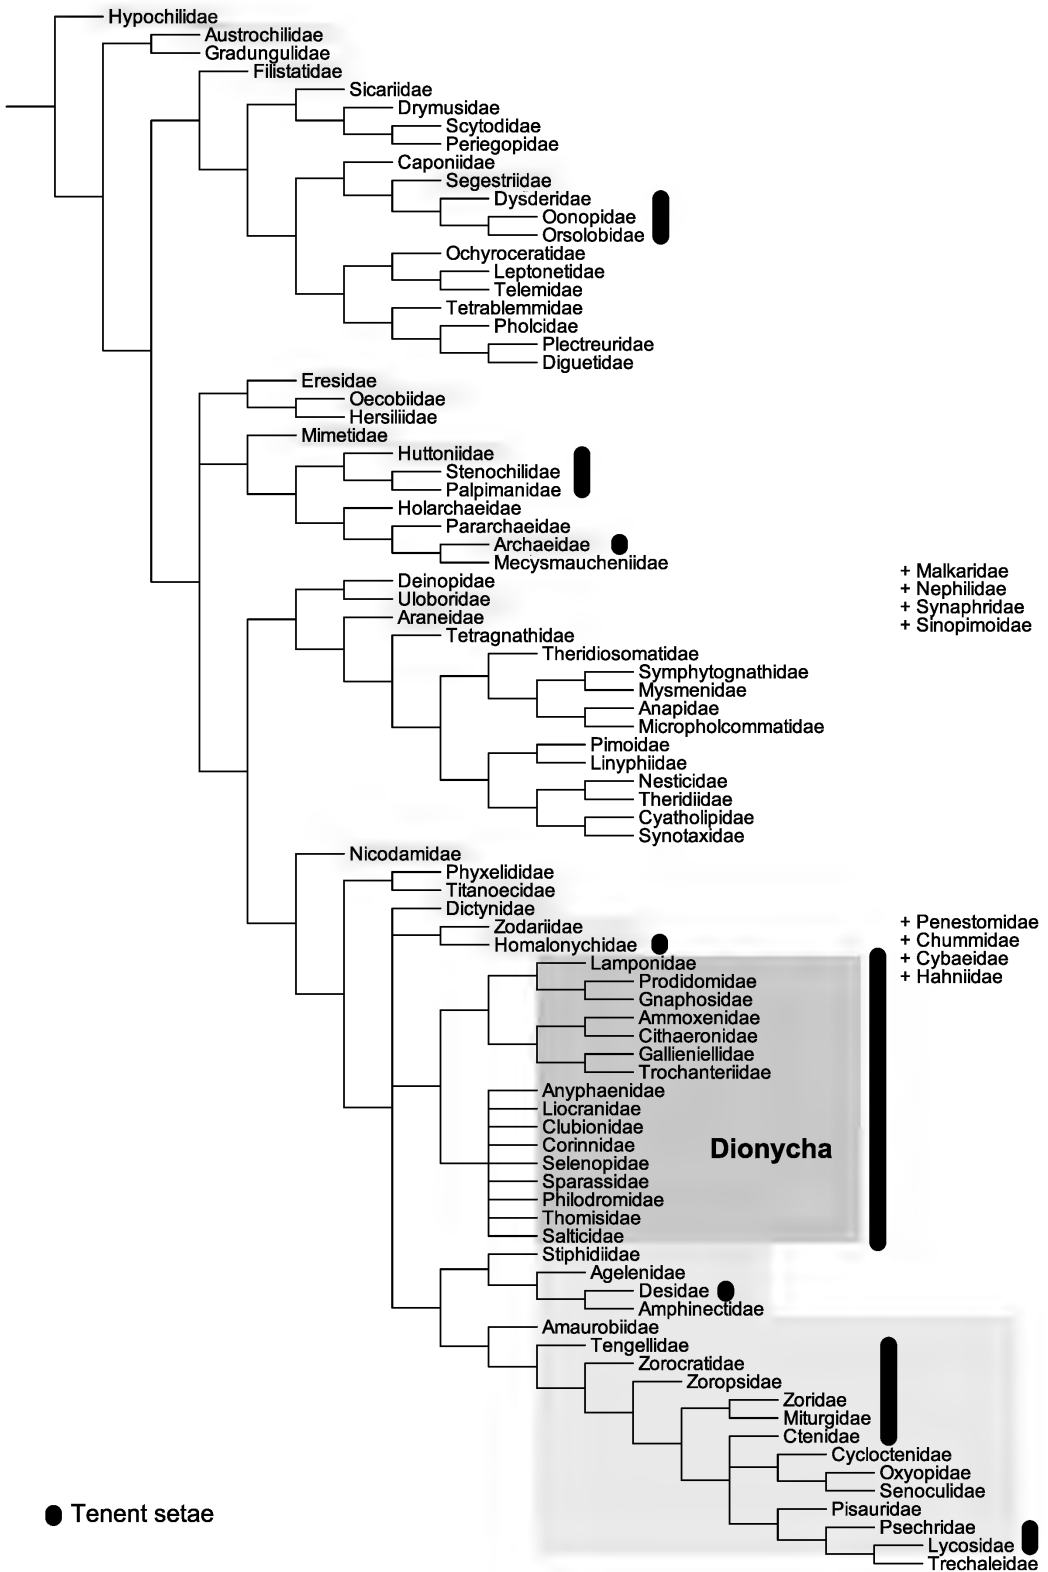 Hypochilidae
Austrochilidae
Gradungulidae
Filistatidae
Sicariidae
Drymusidae
Scytodidae
Periegopidae
Caponiidae
Segestriidae
Dysderidae
Oonopidae
Orsolobidae
Ochyroceratidae
Leptonetidae
Telemidae
Tetrablemmidae
Pholcidae
Plectreuridae
Diguetidae
Eresidae
Oecobiidae
Hersiliidae
Mimetidae
Huttoniidae
Stenochilidae
Palpimanidae
Holarchaeidae
Pararchaeidae
Archaeidae
Mecysmaucheniidae
+ Malkaridae
Deinopidae
+ Nephilidae
Uloboridae
+ Synaphridae
Araneidae
+ Sinopimoidae
Tetragnathidae
Theridiosomatidae
Symphytognathidae
Mysmenidae
Anapidae
Micropholcommatidae
Pimoidae
Linyphiidae
Nesticidae
Theridiidae
Cyatholipidae
Synotaxidae
Nicodamidae
Phyxelididae
Titanoecidae
Dictynidae
+ Penestomidae
Zodariidae
+ Chummidae
Homalonychidae
+ Cybaeidae
Lamponidae
+ Hahniidae
Prodidomidae
Gnaphosidae
Ammoxenidae
Cithaeronidae
Gallieniellidae
Trochanteriidae
Anyphaenidae
Liocranidae
Clubionidae
Corinnidae
Dionycha
Selenopidae
Sparassidae
Philodromidae
Thomisidae
Salticidae
Stiphidiidae
Agelenidae
Desidae
Amphinectidae
Amaurobiidae
Tengellidae
Zorocratidae
Zoropsidae
Zoridae
Miturgidae
Ctenidae
Cycloctenidae
Oxyopidae
Senoculidae
Pisauridae
Tenent setae
Psechridae
Lycosidae
Trechaleidae